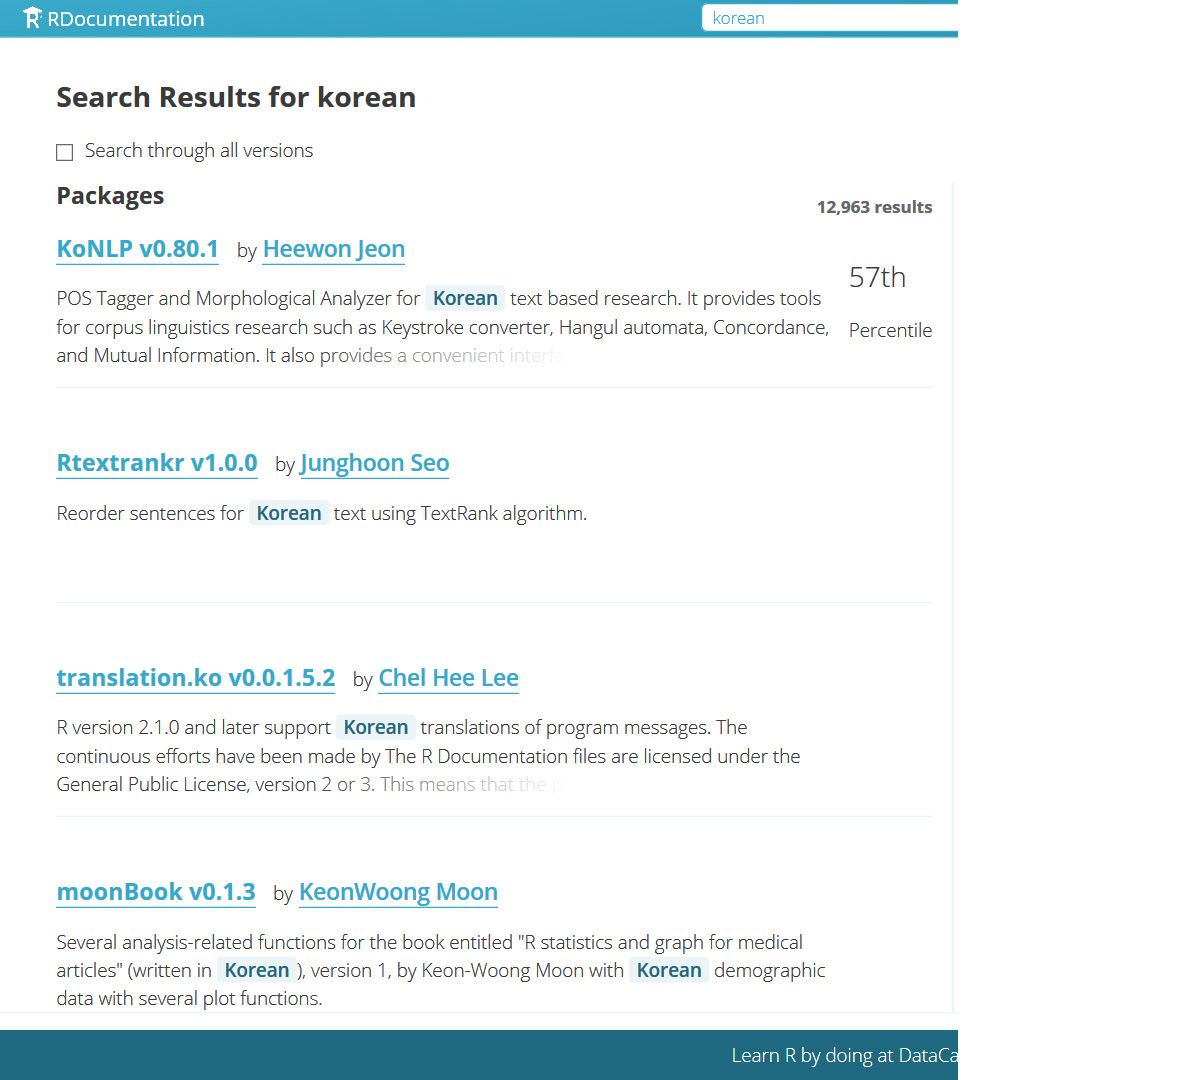 RDocumentation
korean
Search Results for korean
Search through all versions
Packages
12,963 results
KoNLP v0.80.1 by Heewon Jeon
57th
Percentile
POS Tagger and Morphological Analyzer for Korean text based research. It provides tools
for corpus linguistics research such as Keystroke converter, Hangul automata, Concordance,
and Mutual Information. It also provides a convenient interfa
Rtextrankr v1.0.0 by Junghoon Seo
Reorder sentences for Korean text using TextRank algorithm.
translation.ko v0.0.1.5.2 by Chel Hee Lee
R version 2.1.0 and later support Korean translations of program messages. The
continuous efforts have been made by The R Documentation files are licensed under the
General Public License, version 2 or 3. This means that the p
moonBook v0.1.3 by KeonWoong Moon
Several analysis-related functions for the book entitled "R statistics and graph for medical
articles" (written in Korean ), version 1, by Keon-Woong Moon with Korean demographic
data with several plot functions.
Learn R by doing at DataCa